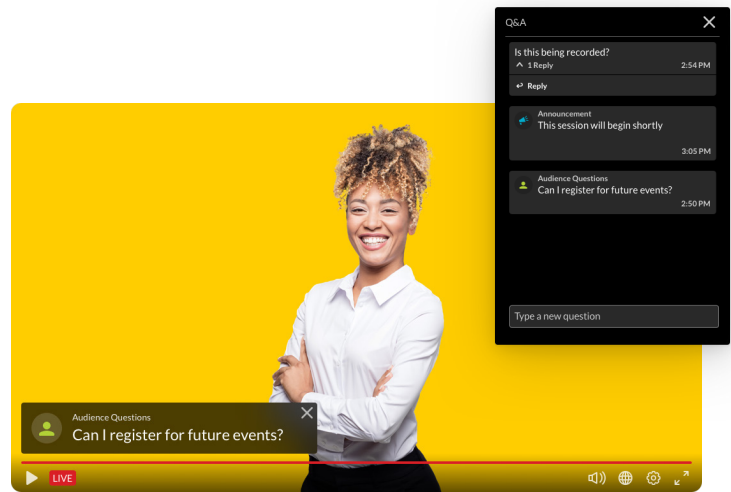 Q&A
Is this being recorded?
1 Reply
2:54 PM
Reply
Announcement
This session will begin shortly
3:05 PM
Audience Questions
Can I register for future events?
2:50 PM
Type a new question
Audience Questions
Can I register for future events?
LIVE